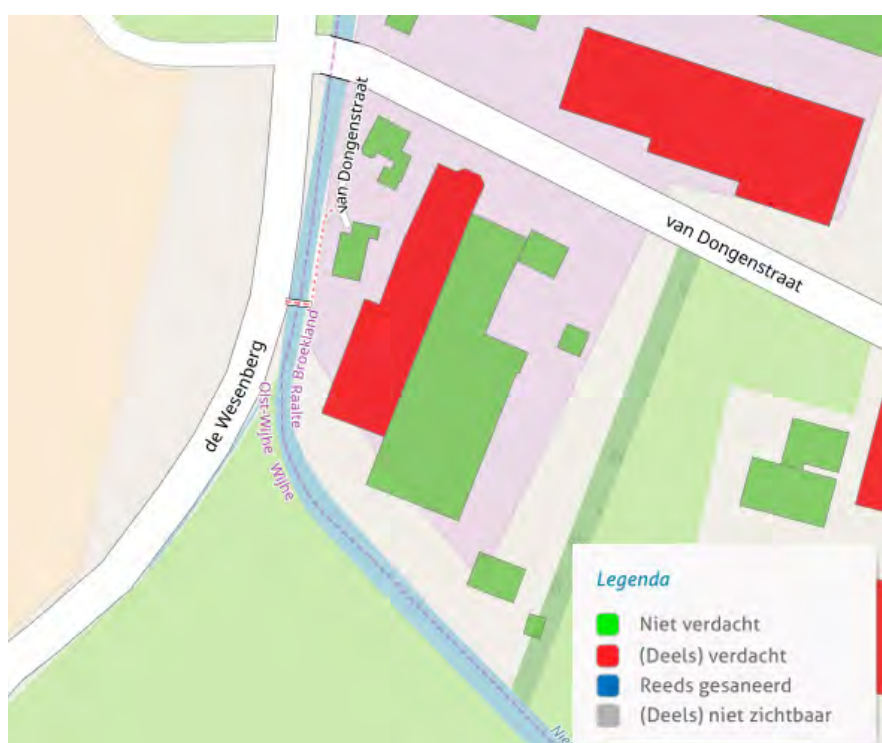 van Dongenstraat
van Dongenstraat
de Wesenberg
Broekland
Raalte
Olst-Wijhe Wijhe
Legenda
Niet verdacht
(Deels) verdacht
Reeds gesaneerd
(Deels) niet zichtbaar